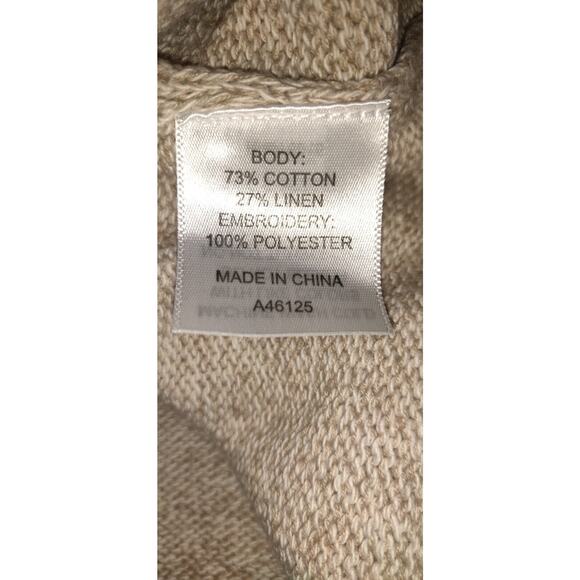 BODY:
73% COTTON
27% LINEN
EMBROIDERY:
100% POLYESTER
MADE IN CHINA
A46125